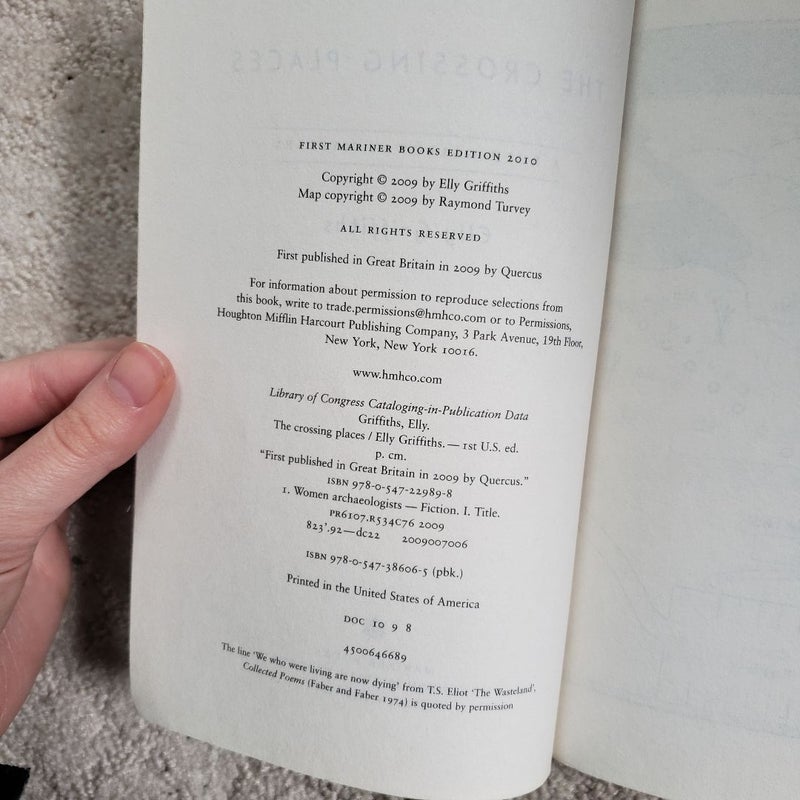 THE CROSSING PLACES
FIRST MARINER BOOKS EDITION 2010
Copyright © 2009 by Elly Griffiths
Map copyright © 2009 by Raymond Turvey
ALL RIGHTS RESERVED
First published in Great Britain in 2009 by Quercus
For information about permission to reproduce selections from
this book, write to trade.permissions@hmhco.com or to Permissions,
Houghton Mifflin Harcourt Publishing Company, 3 Park Avenue, 19th Floor,
New York, New York 10016.
www.hmhco.com
Library of Congress Cataloging-in-Publication Data
Griffiths, Elly.
The crossing places / Elly Griffiths. — 1st U.S. ed.
p. cm.
"First published in Great Britain in 2009 by Quercus."
ISBN 978-0-547-22989-8
1. Women archaeologists — Fiction. I. Title.
PR6107.R534C76 2009
823'.92—dc22 2009007006
ISBN 978-0-547-38606-5 (pbk.)
Printed in the United States of America
DOC 10 9 8
4500646689
The line 'We who were living are now dying' from T.S. Eliot 'The Wasteland',
Collected Poems (Faber and Faber 1974) is quoted by permission